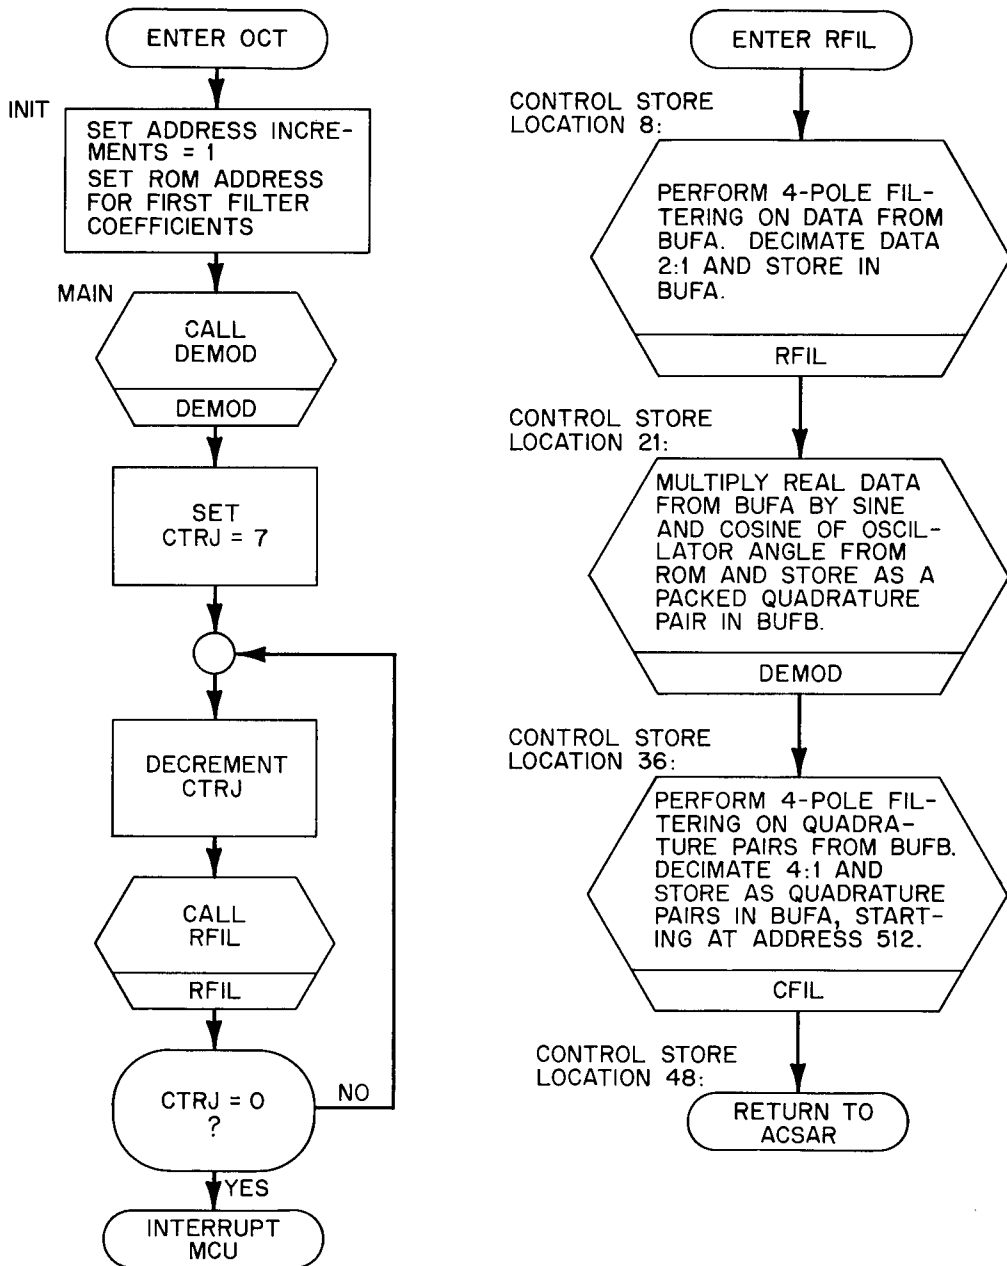 ENTER OCT
INIT
SET ADDRESS INCRE-
MENTS = 1
SET ROM ADDRESS
FOR FIRST FILTER
COEFFICIENTS
MAIN
CALL
DEMOD
DEMOD
SET
CTRJ = 7
DECREMENT
CTRJ
CALL
RFIL
RFIL
CTRJ = 0
?
NO
YES
INTERRUPT
MCU
ENTER RFIL
CONTROL STORE
LOCATION 8:
PERFORM 4-POLE FIL-
TERING ON DATA FROM
BUFA. DECIMATE DATA
2:1 AND STORE IN
BUFA.
RFIL
CONTROL STORE
LOCATION 21:
MULTIPLY REAL DATA
FROM BUFA BY SINE
AND COSINE OF OSCIL-
LATOR ANGLE FROM
ROM AND STORE AS A
PACKED QUADRATURE
PAIR IN BUFB.
DEMOD
CONTROL STORE
LOCATION 36:
PERFORM 4-POLE FIL-
TERING ON QUADRA-
TURE PAIRS FROM BUFB.
DECIMATE 4:1 AND
STORE AS QUADRATURE
PAIRS IN BUFA, START-
ING AT ADDRESS 512.
CFIL
CONTROL STORE
LOCATION 48:
RETURN TO
ACSAR